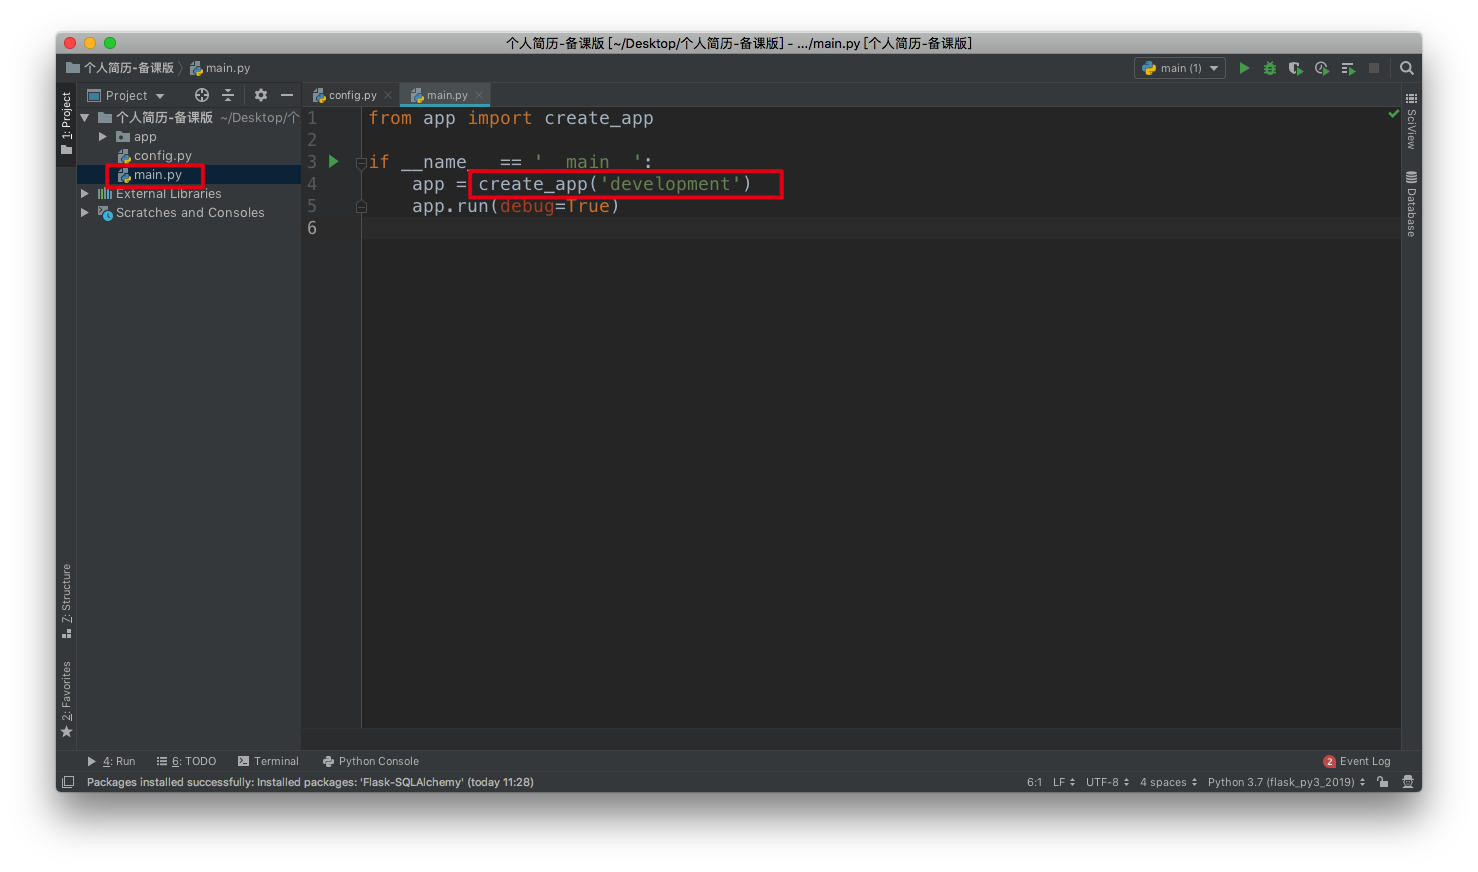 个人简历-备课版 [~/Desktop/个人简历-备课版] - .../main.py [个人简历-备课版]
个人简历-备课版 main.py
main (1)
1: Project
Project
config.py
main.py
个人简历-备课版 ~/Desktop/个
app
config.py
main.py
External Libraries
Scratches and Consoles
1 from app import create_app
2
3 if __name__ == '__main__':
4 app = create_app('development')
5 app.run(debug=True)
6
SciView
Database
Z: Structure
2: Favorites
4: Run
6: TODO
Terminal
Python Console
2 Event Log
Packages installed successfully: Installed packages: 'Flask-SQLAlchemy' (today 11:28)
6:1 LF UTF-8 4 spaces Python 3.7 (flask_py3_2019)